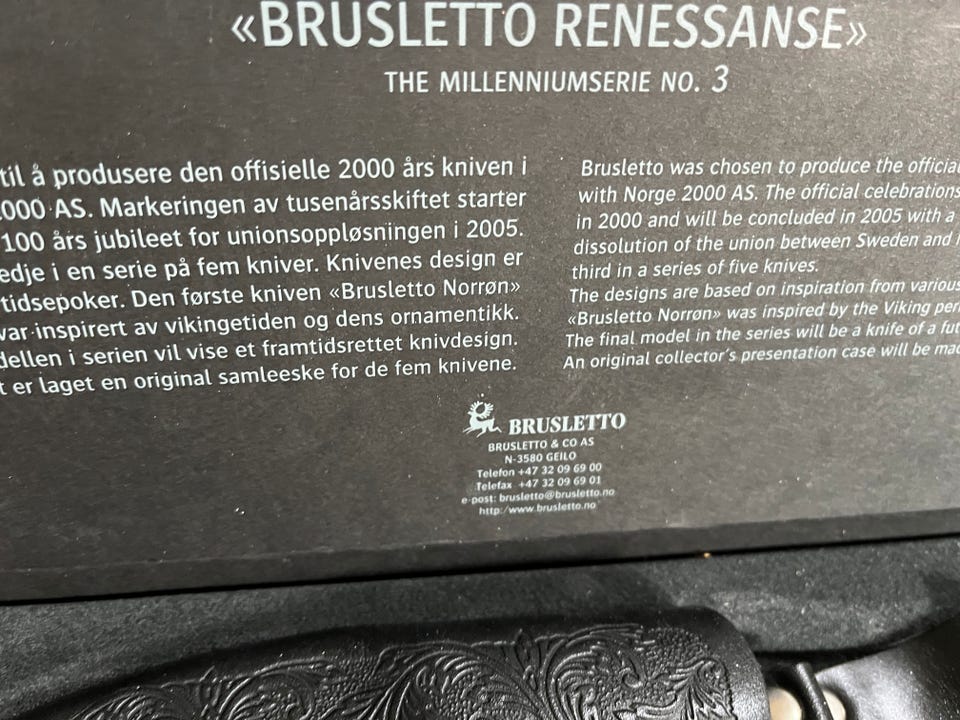 «BRUSLETTO RENESSANSE»
THE MILLENNIUMSERIE NO. 3
til å produsere den offisielle 2000 års kniven i
000 AS. Markeringen av tusenårsskiftet starter
100 års jubileet for unionsoppløsningen i 2005.
edje i en serie på fem kniver. Knivenes design er
tidsepoker. Den første kniven «Brusletto Norrøn»
var inspirert av vikingetiden og dens ornamentikk.
dellen i serien vil vise et framtidsrettet knivdesign.
t er laget en original samleeske for de fem knivene.
Brusletto was chosen to produce the official
with Norge 2000 AS. The official celebrations
in 2000 and will be concluded in 2005 with a
dissolution of the union between Sweden and
third in a series of five knives.
The designs are based on inspiration from various
«Brusletto Norrøn» was inspired by the Viking per
The final model in the series will be a knife of a fut
An original collector's presentation case will be mad
BRUSLETTO
BRUSLETTO & CO AS
N-3580 GEILO
Telefon +47 32 09 69 00
Telefax +47 32 09 69 01
e-post: brusletto@brusletto.no
http:/www.brusletto.no